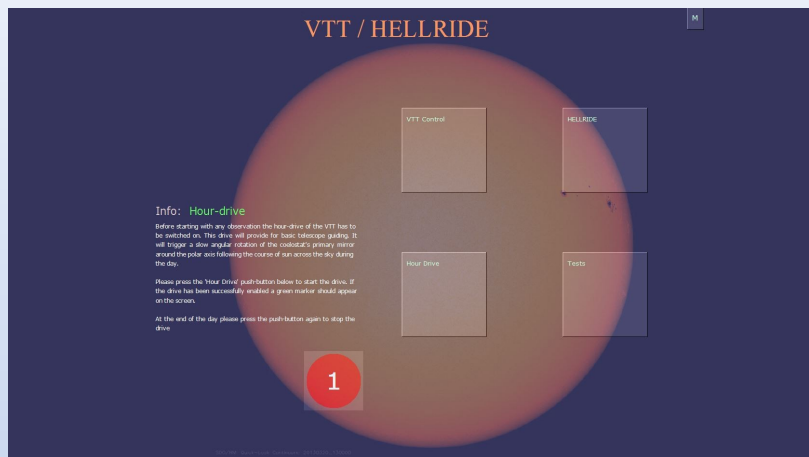 VTT / HELLRIDE
M
VTT Control
HELLRIDE
Info: Hour-drive
Before starting with any observation the hour-drive of the VTT has to
be switched on. This drive will provide for basic telescope guiding. It
will trigger a slow angular rotation of the coelostat's primary mirror
around the polar axis following the course of sun across the sky during
the day.
Please press the 'Hour Drive' push-button below to start the drive. If
the drive has been successfully enabled a green marker should appear
on the screen.
At the end of the day please press the push-button again to stop the
drive
Hour Drive
Tests
1